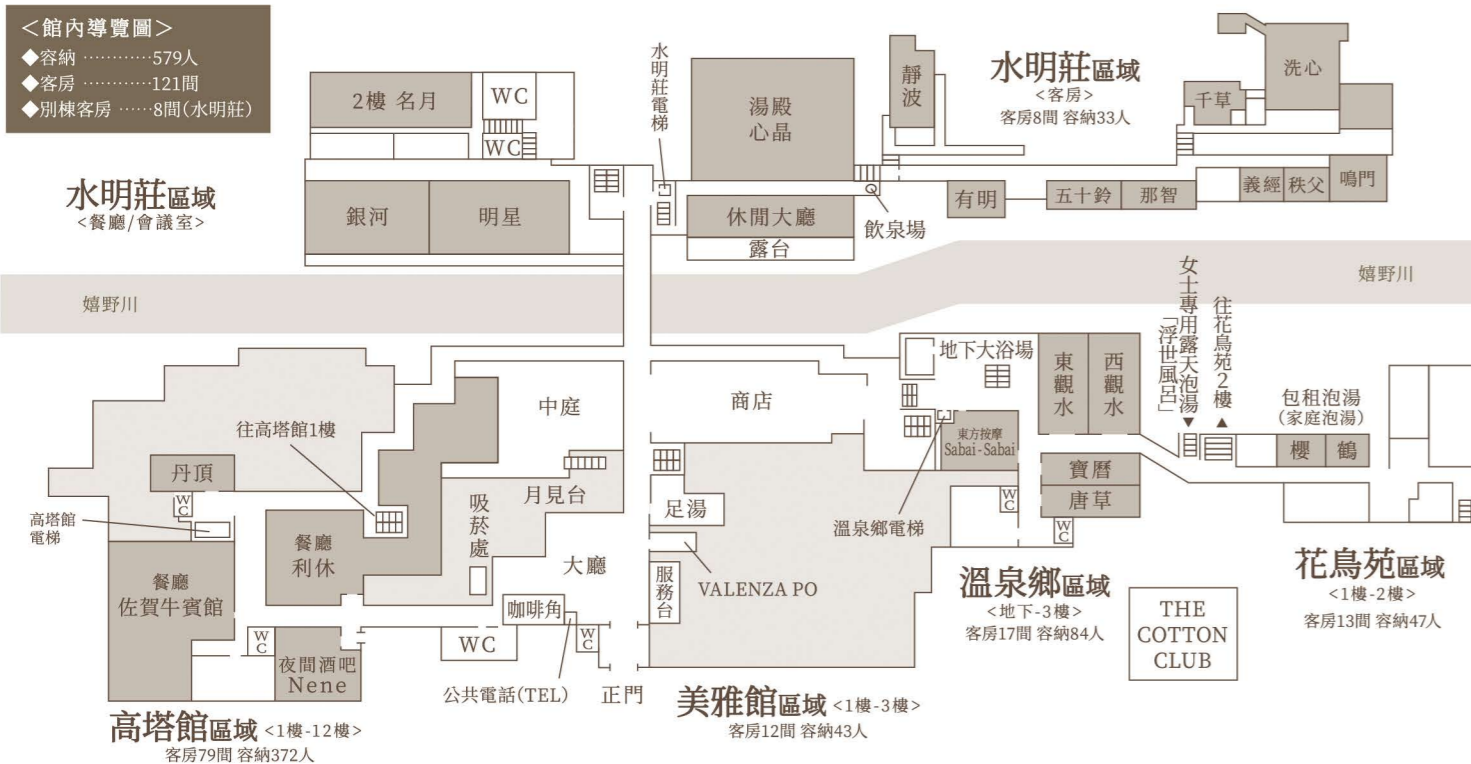 <館內導覽圖>
◆容納 …………579人
◆客房 …………121間
◆別棟客房 ……8間(水明莊)
水明莊區域
<餐廳/會議室>
2樓 名月
WC
WC
銀河
明星
水明莊電梯
湯殿
心晶
休閒大廳
露台
飲泉場
靜波
水明莊區域
<客房>
客房8間 容納33人
千草
洗心
有明
五十鈴
那智
義經
秩父
鳴門
嬉野川
嬉野川
往高塔館1樓
丹頂
WC
高塔館
電梯
餐廳
佐賀牛賓館
餐廳
利休
WC
夜間酒吧
Nene
中庭
月見台
吸菸處
大廳
咖啡角
WC
WC
公共電話(TEL)
正門
商店
足湯
VALENZA PO
服務台
地下大浴場
東方按摩
Sabai-Sabai
溫泉鄉電梯
東觀水
西觀水
寶曆
唐草
WC
WC
女士專用露天泡湯
「浮世風呂」
▼
往花鳥苑2樓
▲
包租泡湯
(家庭泡湯)
櫻
鶴
高塔館區域 <1樓-12樓>
客房79間 容納372人
美雅館區域 <1樓-3樓>
客房12間 容納43人
溫泉鄉區域
<地下-3樓>
客房17間 容納84人
THE
COTTON
CLUB
花鳥苑區域
<1樓-2樓>
客房13間 容納47人